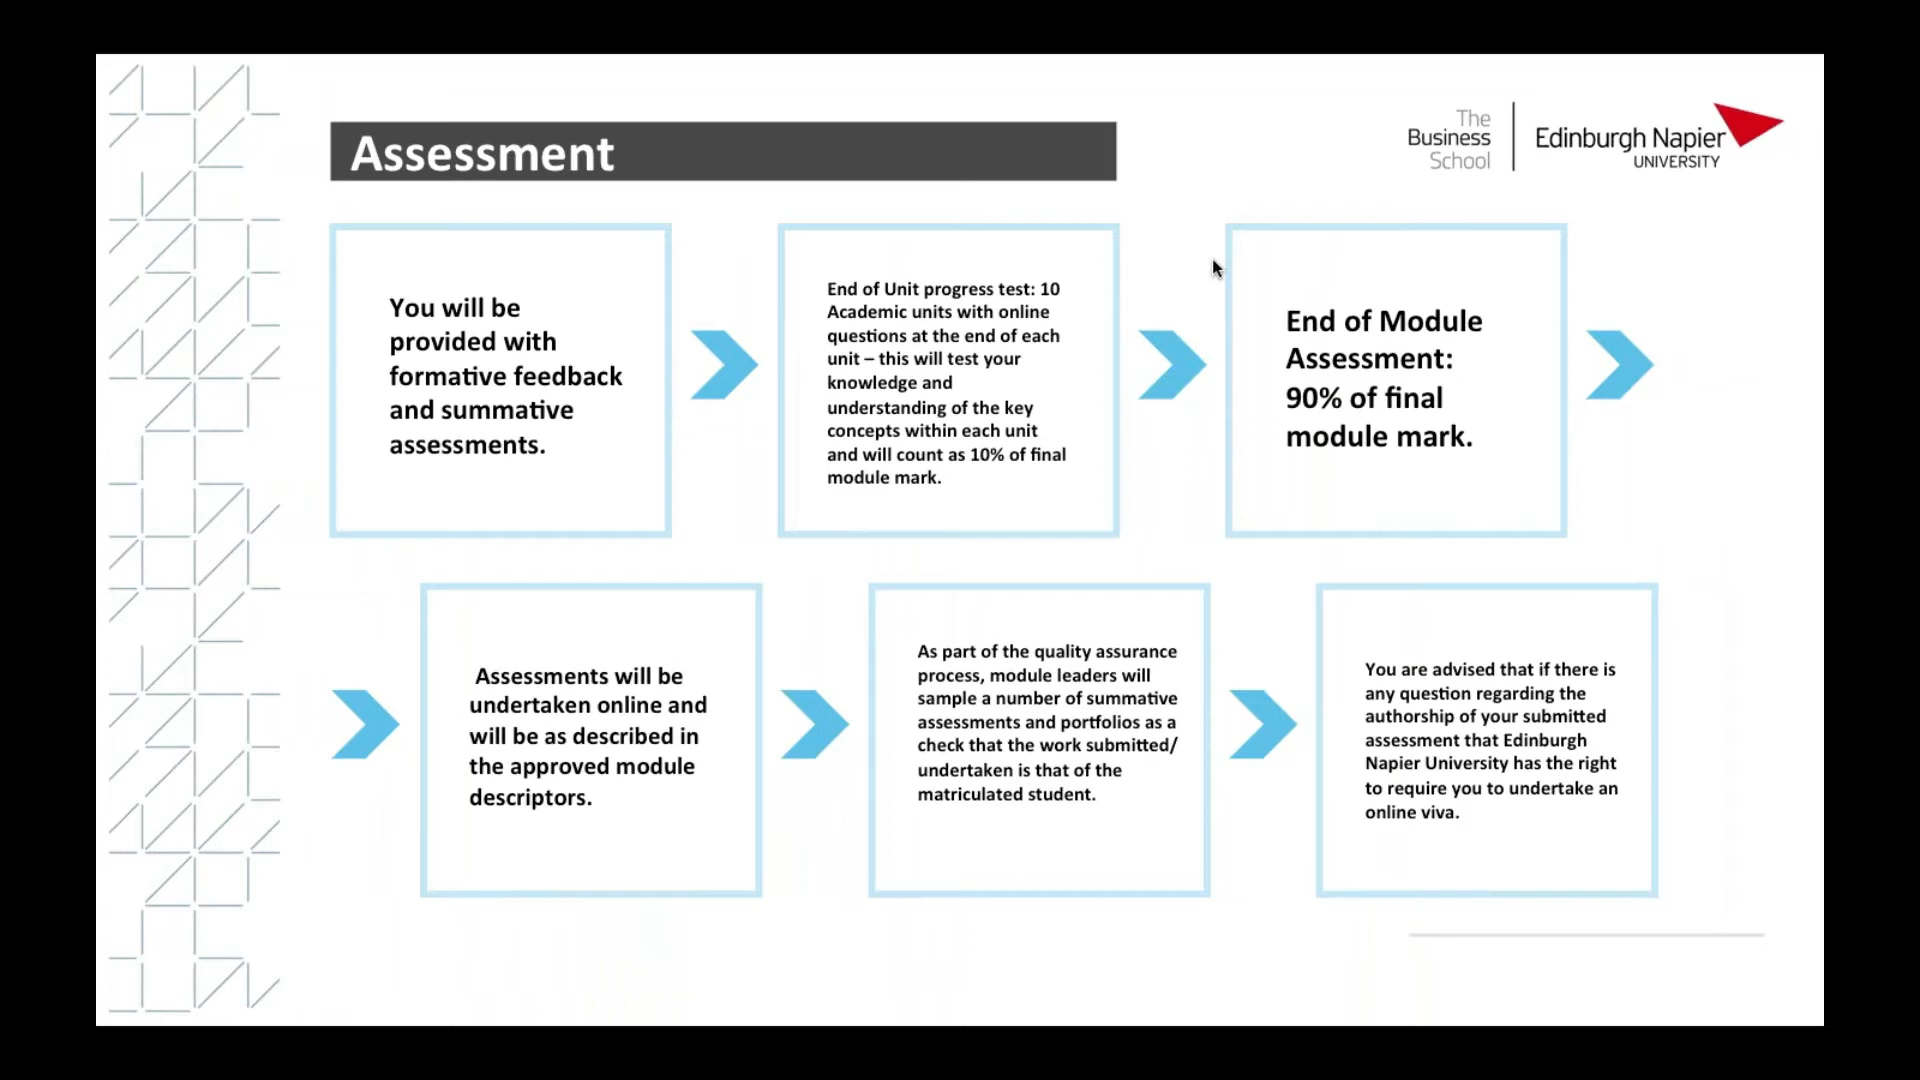 Assessment
The
Business
School
Edinburgh Napier
UNIVERSITY
You will be
provided with
formative feedback
and summative
assessments.
End of Unit progress test: 10
Academic units with online
questions at the end of each
unit – this will test your
knowledge and
understanding of the key
concepts within each unit
and will count as 10% of final
module mark.
End of Module
Assessment:
90% of final
module mark.
Assessments will be
undertaken online and
will be as described in
the approved module
descriptors.
As part of the quality assurance
process, module leaders will
sample a number of summative
assessments and portfolios as a
check that the work submitted/
undertaken is that of the
matriculated student.
You are advised that if there is
any question regarding the
authorship of your submitted
assessment that Edinburgh
Napier University has the right
to require you to undertake an
online viva.